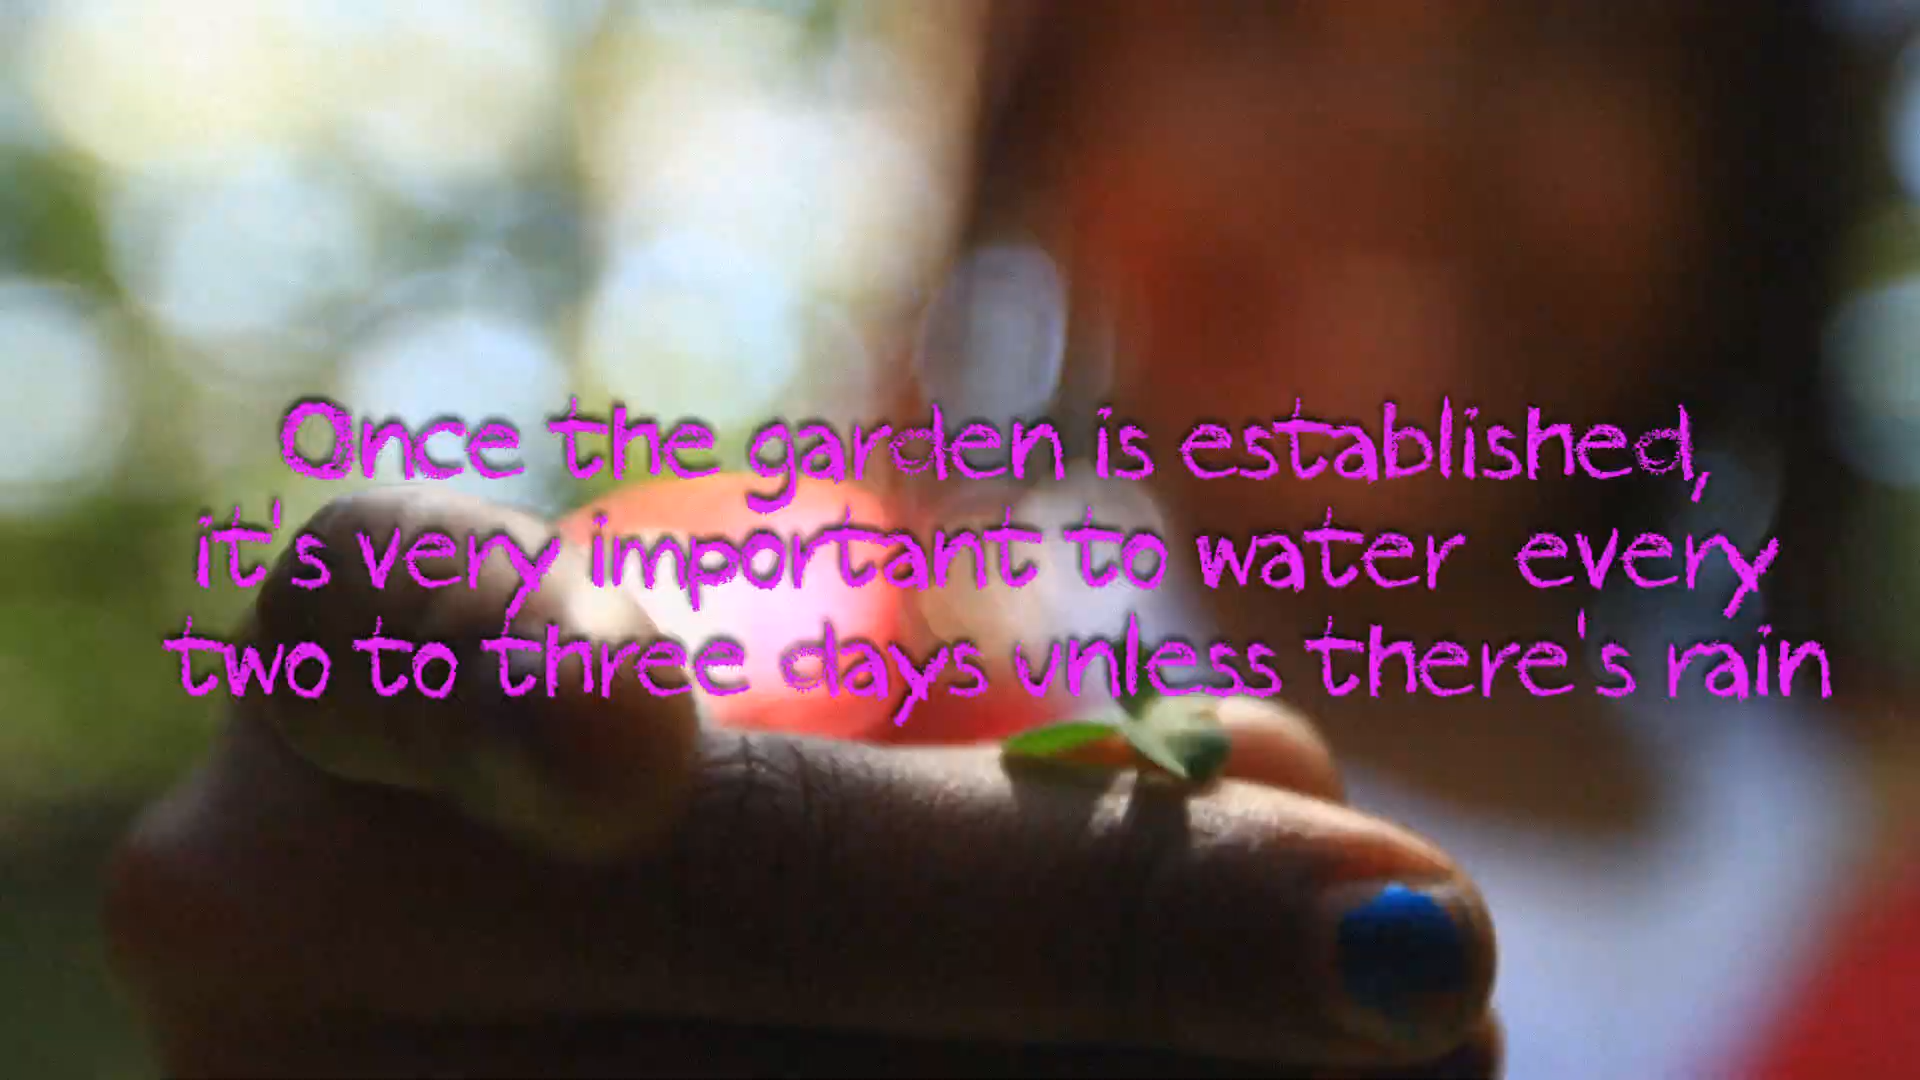 Once the garden is established,
it's very important to water every
two to three days unless there's rain